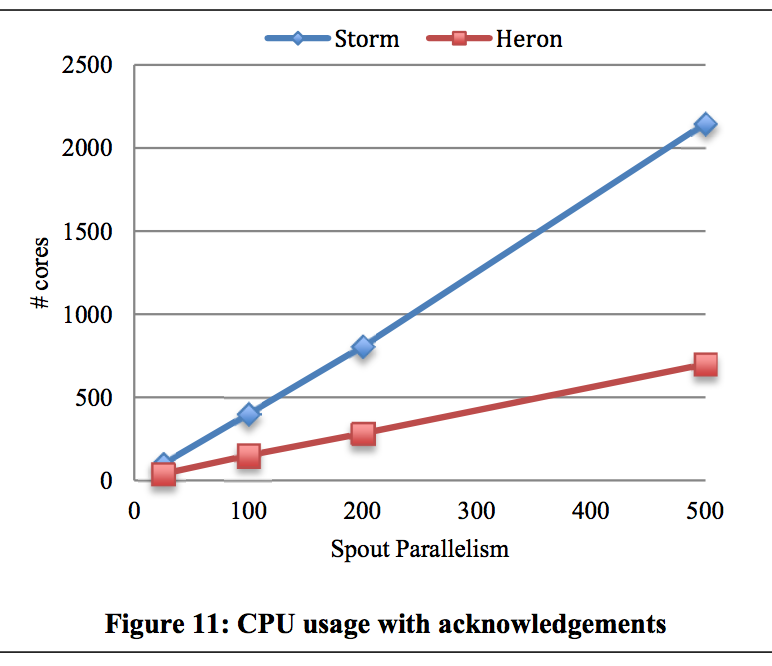 Storm Heron
2500
2000
1500
1000
500
0
# cores
0 100 200 300 400 500
Spout Parallelism
Figure 11: CPU usage with acknowledgements